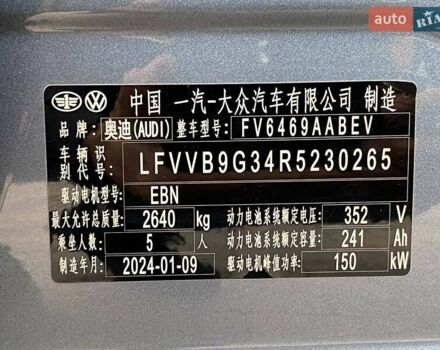 auto RIA
中国 一汽-大众汽车有限公司 制造
品牌: 奥迪(AUDI) 整车型号: FV6469AABEV
车辆识别代号: LFVVB9G34R5230265
驱动电机型号: EBN
最大允许总质量: 2640 kg 动力电池系统额定电压: 352 V
乘坐人数: 5 人 动力电池系统额定容量: 241 Ah
制造年月: 2024-01-09 驱动电机峰值功率: 150 kW